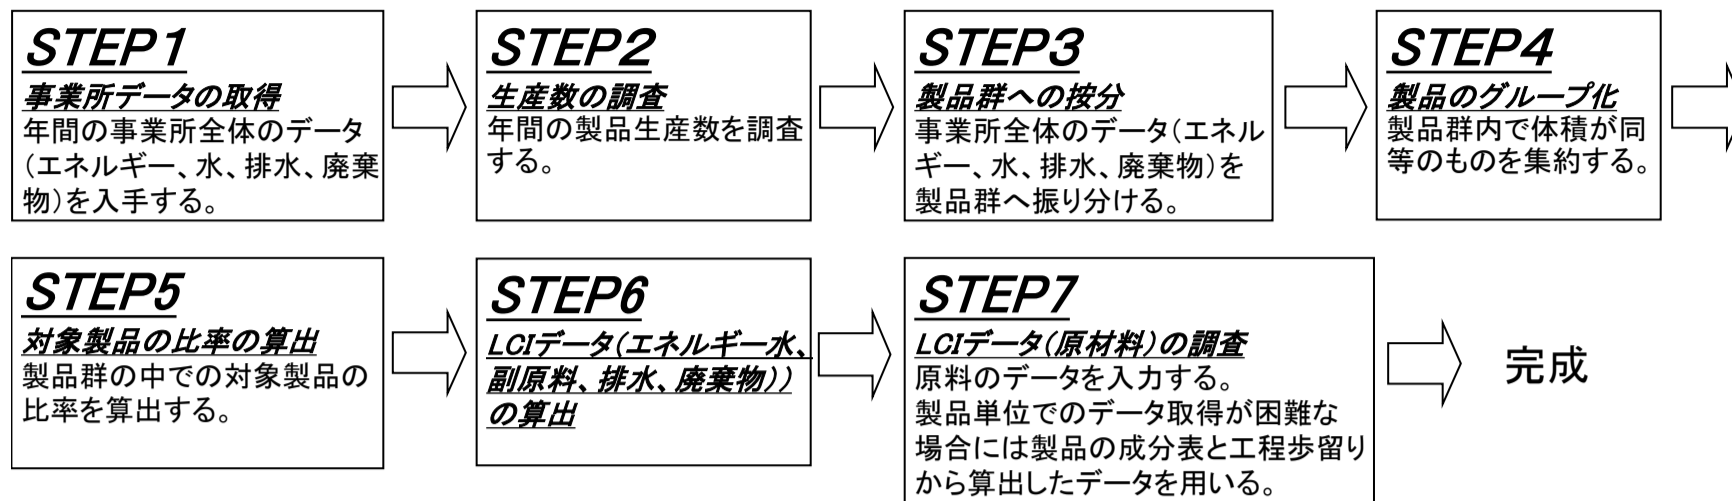 STEP1
事業所データの取得
年間の事業所全体のデータ
(エネルギー、水、排水、廃棄
物)を入手する。
STEP2
生産数の調査
年間の製品生産数を調査
する。
STEP3
製品群への按分
事業所全体のデータ(エネル
ギー、水、排水、廃棄物)を
製品群へ振り分ける。
STEP4
製品のグループ化
製品群内で体積が同
等のものを集約する。
STEP5
対象製品の比率の算出
製品群の中での対象製品の
比率を算出する。
STEP6
LCIデータ(エネルギー水、
副原料、排水、廃棄物))
の算出
STEP7
LCIデータ(原材料)の調査
原料のデータを入力する。
製品単位でのデータ取得が困難な
場合には製品の成分表と工程歩留り
から算出したデータを用いる。
完成